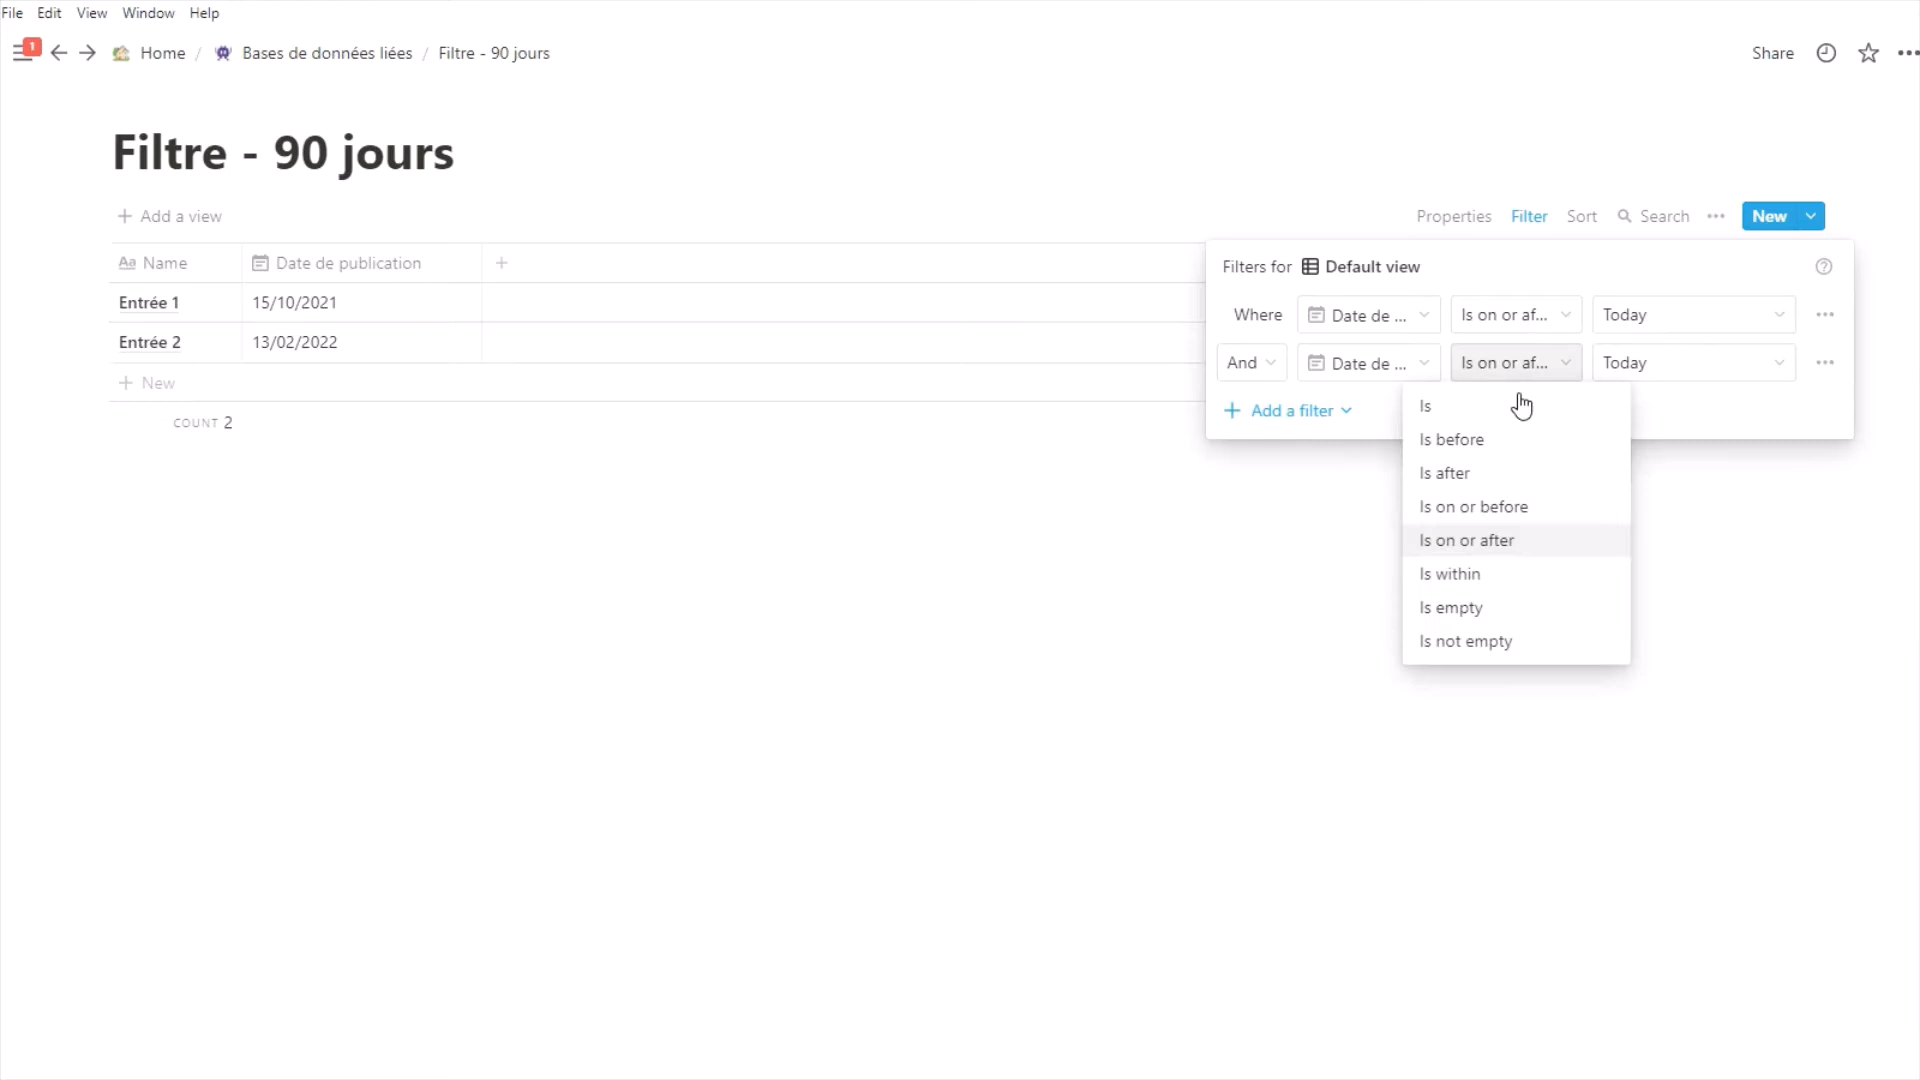 File Edit View Window Help
1 Home / Bases de données liées / Filtre - 90 jours Share
Filtre - 90 jours
Add a view Properties Filter Sort Search New
Filters for Default view
Aa Name Date de publication
Entrée 1 15/10/2021
Where Date de ... Is on or af... Today
Entrée 2 13/02/2022
And Date de ... Is on or af... Today
New
Add a filter
COUNT 2
Is
Is before
Is after
Is on or before
Is on or after
Is within
Is empty
Is not empty